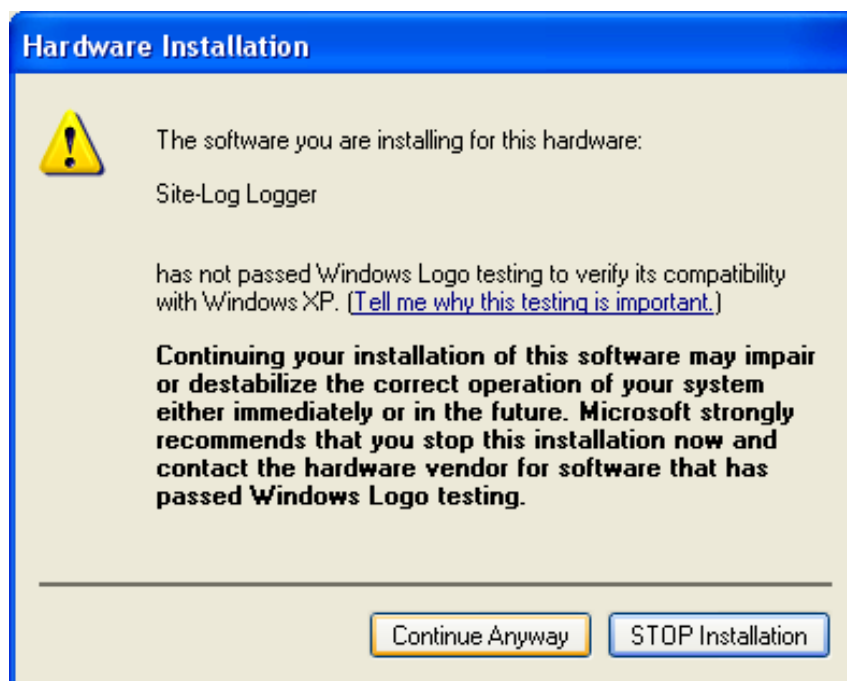 Hardware Installation
The software you are installing for this hardware:
Site-Log Logger
has not passed Windows Logo testing to verify its compatibility
with Windows XP. (Tell me why this testing is important.)
Continuing your installation of this software may impair
or destabilize the correct operation of your system
either immediately or in the future. Microsoft strongly
recommends that you stop this installation now and
contact the hardware vendor for software that has
passed Windows Logo testing.
Continue Anyway
STOP Installation